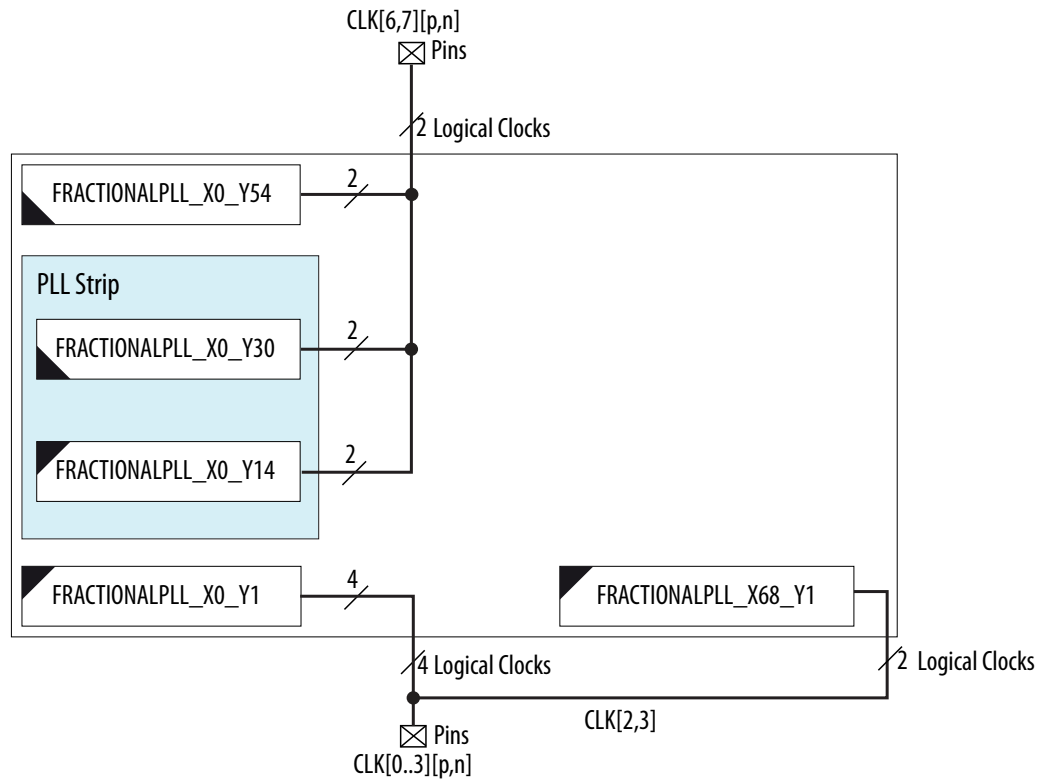 CLK[6,7][p,n]
Pins
2 Logical Clocks
FRACTIONALPLL_X0_Y54
2
PLL Strip
FRACTIONALPLL_X0_Y30
2
FRACTIONALPLL_X0_Y14
2
FRACTIONALPLL_X0_Y1
4
FRACTIONALPLL_X68_Y1
4 Logical Clocks
2 Logical Clocks
CLK[2,3]
Pins
CLK[0..3][p,n]